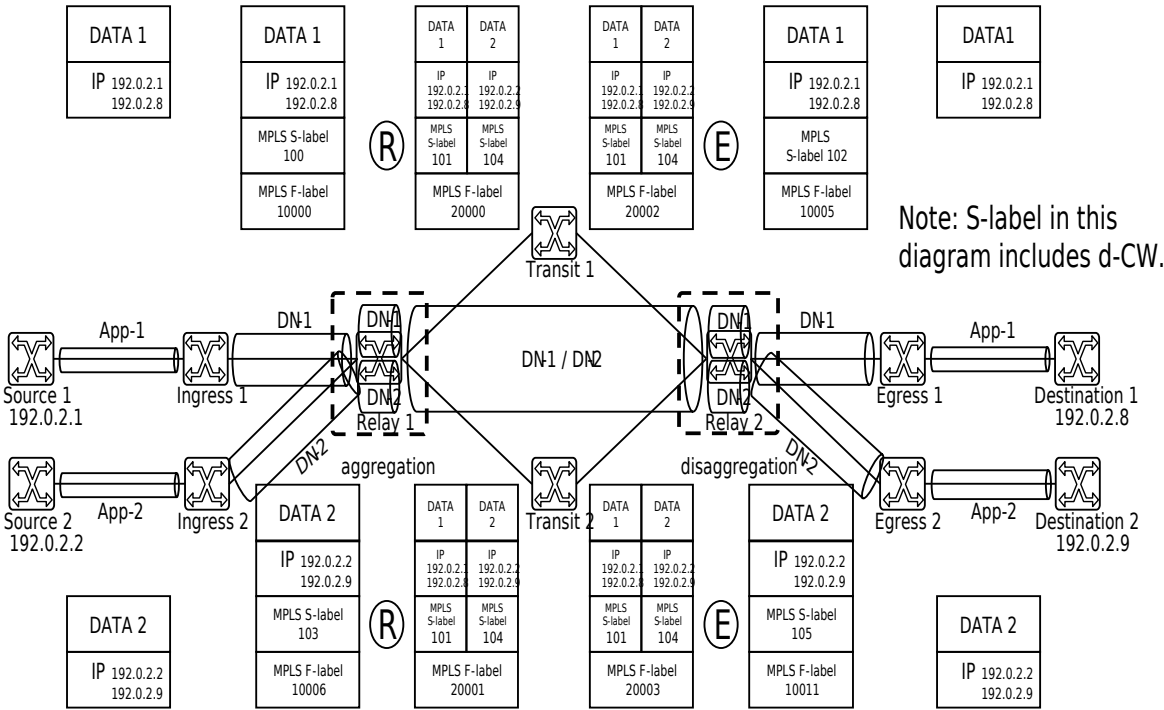 DATA 1
IP 192.0.2.1
192.0.2.8
DATA 1
IP 192.0.2.1
192.0.2.8
MPLS S-label
100
MPLS F-label
10000
R
DATA
1
DATA
2
IP
192.0.2.1
192.0.2.8
IP
192.0.2.2
192.0.2.9
MPLS
S-label
101
MPLS
S-label
104
MPLS F-label
20000
DATA
1
DATA
2
IP
192.0.2.1
192.0.2.8
IP
192.0.2.2
192.0.2.9
MPLS
S-label
101
MPLS
S-label
104
MPLS F-label
20002
E
DATA 1
IP 192.0.2.1
192.0.2.8
MPLS
S-label 102
MPLS F-label
10005
DATA1
IP 192.0.2.1
192.0.2.8
Note: S-label in this
diagram includes d-CW.
Transit 1
App-1
DN-1
DN-1
DN-1 / DN-2
DN-1
DN-1
App-1
Source 1
192.0.2.1
Ingress 1
DN-2
Relay 1
DN-2
Relay 2
Egress 1
Destination 1
192.0.2.8
DN-2
aggregation
disaggregation
DN-2
App-2
Source 2
192.0.2.2
Ingress 2
Transit 2
Egress 2
App-2
Destination 2
192.0.2.9
DATA 2
IP 192.0.2.2
192.0.2.9
DATA 2
IP 192.0.2.2
192.0.2.9
MPLS S-label
103
MPLS F-label
10006
R
DATA
1
DATA
2
IP
192.0.2.1
192.0.2.8
IP
192.0.2.2
192.0.2.9
MPLS
S-label
101
MPLS
S-label
104
MPLS F-label
20001
DATA
1
DATA
2
IP
192.0.2.1
192.0.2.8
IP
192.0.2.2
192.0.2.9
MPLS
S-label
101
MPLS
S-label
104
MPLS F-label
20003
E
DATA 2
IP 192.0.2.2
192.0.2.9
MPLS S-label
105
MPLS F-label
10011
DATA 2
IP 192.0.2.2
192.0.2.9